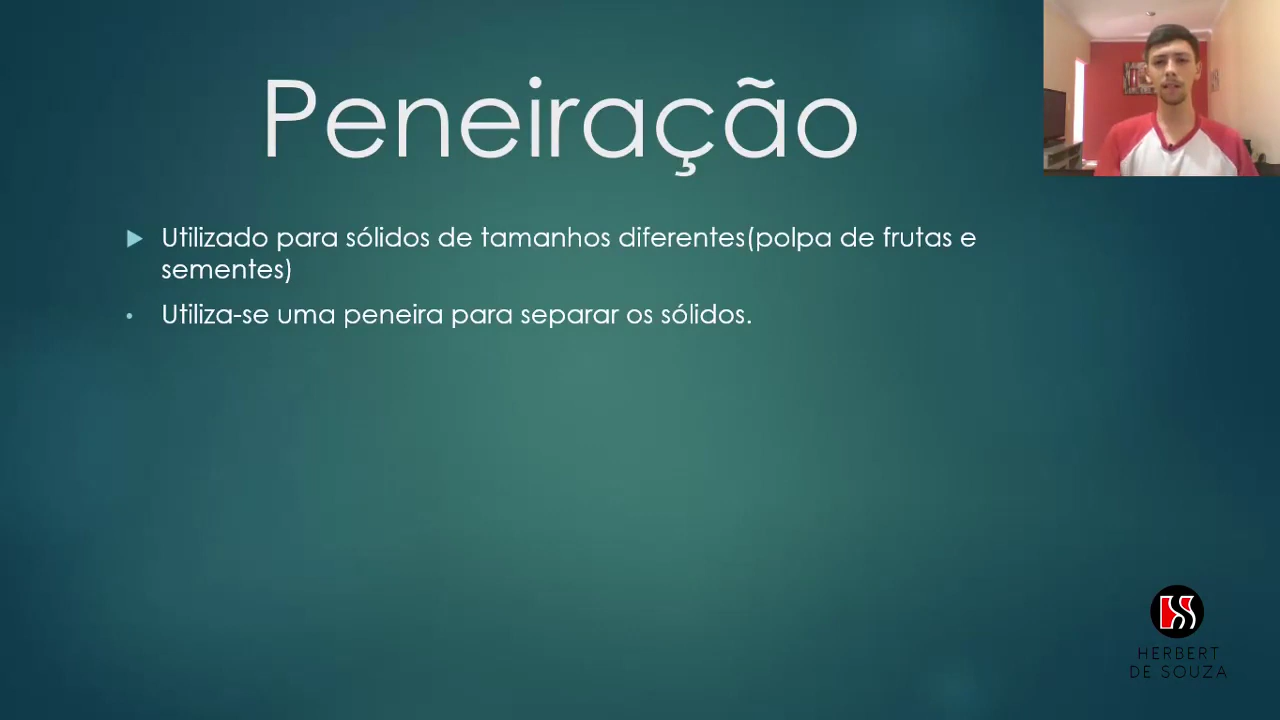 Peneiração
Utilizado para sólidos de tamanhos diferentes(polpa de frutas e
sementes)
Utiliza-se uma peneira para separar os sólidos.
HERBERT
DE SOUZA